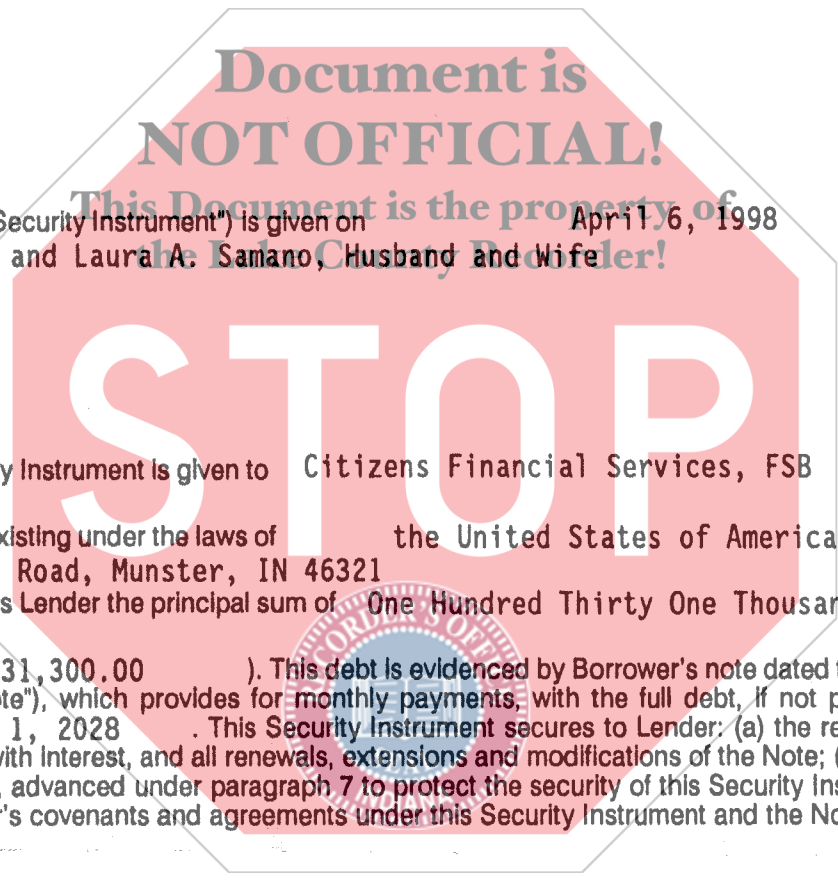 Document is
NOT OFFICIAL!
This Document is the property of
the Lake County Recorder!
Security Instrument") is given on April 6, 1998
and Laura A. Samano, Husband and Wife
STOP
y Instrument is given to Citizens Financial Services, FSB
xisting under the laws of the United States of America
Road, Munster, IN 46321
s Lender the principal sum of One Hundred Thirty One Thousan
31,300.00 ). This debt is evidenced by Borrower's note dated t
te"), which provides for monthly payments, with the full debt, if not p
1, 2028 . This Security Instrument secures to Lender: (a) the re
vith interest, and all renewals, extensions and modifications of the Note; (
, advanced under paragraph 7 to protect the security of this Security Ins
r's covenants and agreements under this Security Instrument and the No
RECORDER'S OFFIC
INDIANA